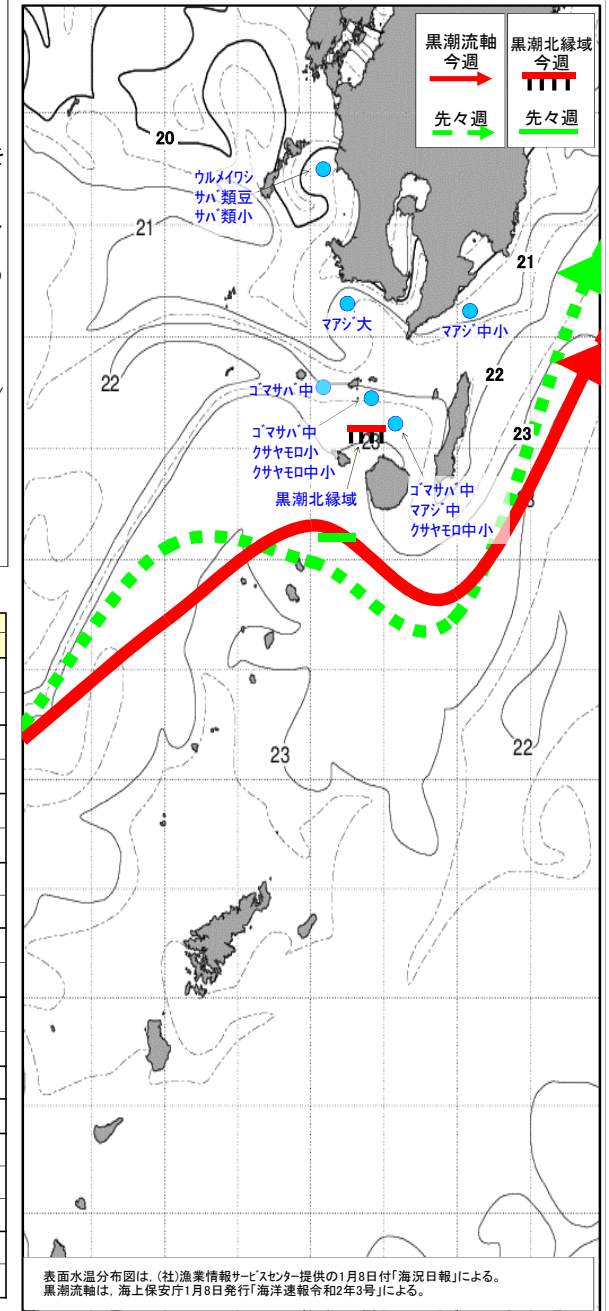 黒潮流軸
今週
先々週
黒潮北縁域
今週
先々週
20
ウルメイワシ
サバ類豆
サバ類小
21
21
マアジ大
マアジ中小
22
22
ゴマサバ中
ゴマサバ中
クサヤモロ小
クサヤモロ中小
23
黒潮北縁域
ゴマサバ中
マアジ中
クサヤモロ中小
23
23
22
表面水温分布図は，(社)漁業情報サービスセンター提供の1月8日付「海況日報」による。
黒潮流軸は，海上保安庁1月8日発行「海洋速報令和2年3号」による。